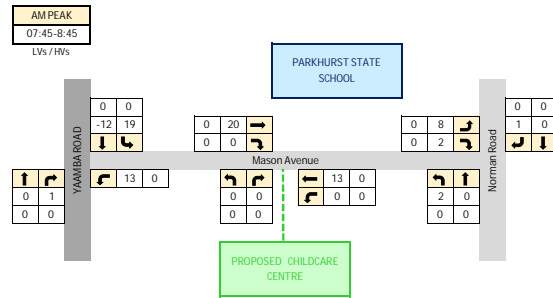 AM PEAK
07:45-8:45
LVs / HVs
PARKHURST STATE
SCHOOL
0 0
-12 19
0 20
0 0
0 8
0 2
0 0
1 0
YAAMBA ROAD
Mason Avenue
Norman Road
0 1
0 0
13 0
0 0
0 0
13 0
0 0
2 0
0 0
PROPOSED CHILDCARE
CENTRE